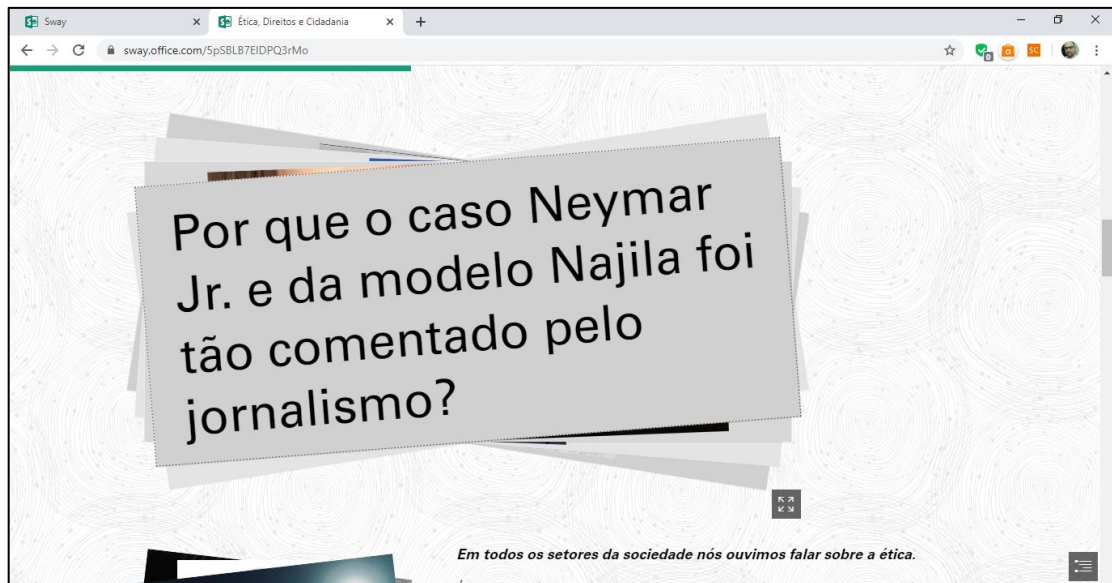 Sway
Ética, Direitos e Cidadania
sway.office.com/5pSBLB7EIDPQ3rMo
SC
Por que o caso Neymar
Jr. e da modelo Najila foi
tão comentado pelo
jornalismo?
Em todos os setores da sociedade nós ouvimos falar sobre a ética.